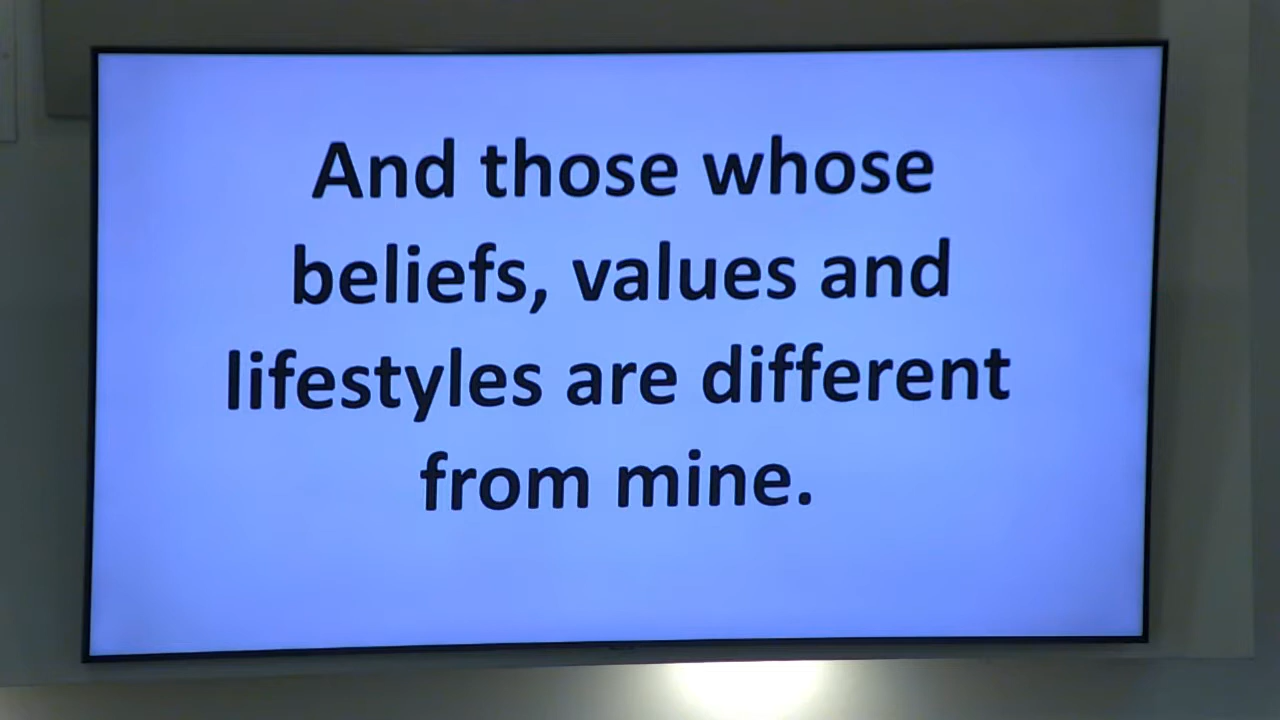 And those whose
beliefs, values and
lifestyles are different
from mine.